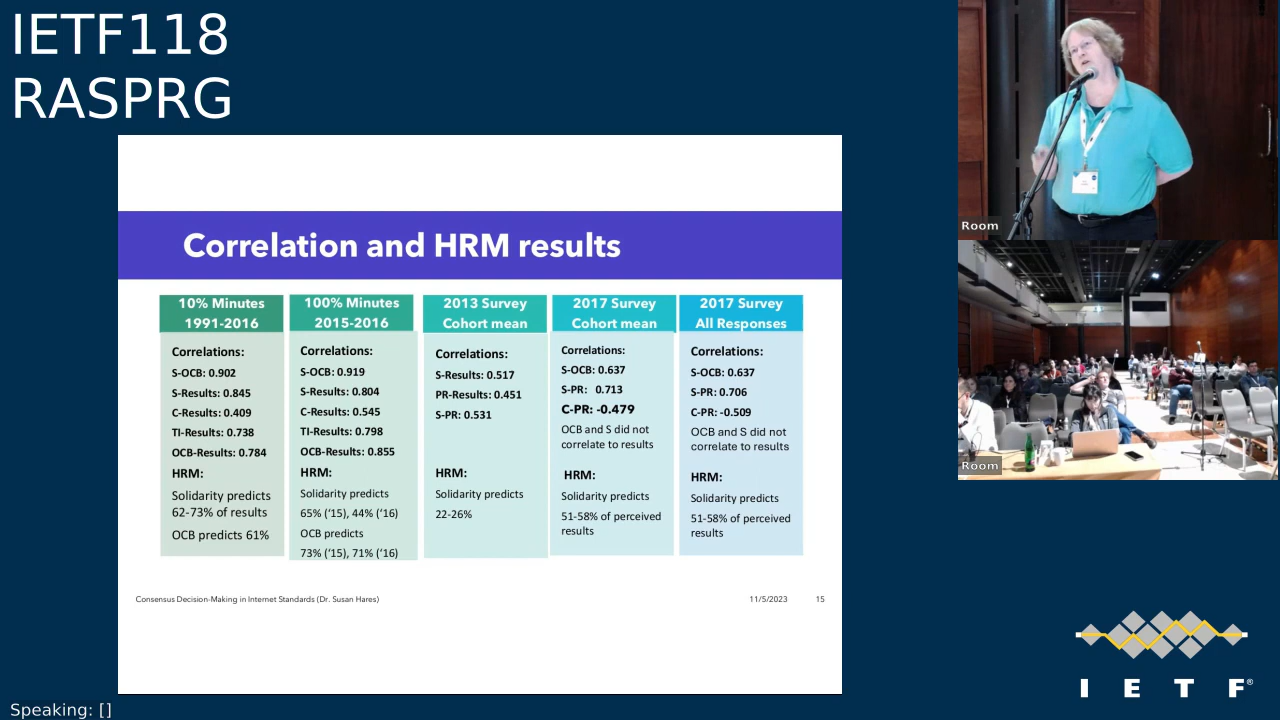 IETF118
RASPRG
Correlation and HRM results
10% Minutes
1991-2016
Correlations:
S-OCB: 0.902
S-Results: 0.845
C-Results: 0.409
TI-Results: 0.738
OCB-Results: 0.784
HRM:
Solidarity predicts
62-73% of results
OCB predicts 61%
100% Minutes
2015-2016
Correlations:
S-OCB: 0.919
S-Results: 0.804
C-Results: 0.545
TI-Results: 0.798
OCB-Results: 0.855
HRM:
Solidarity predicts
65% (‘15), 44% (‘16)
OCB predicts
73% (‘15), 71% (‘16)
2013 Survey
Cohort mean
Correlations:
S-Results: 0.517
PR-Results: 0.451
S-PR: 0.531
HRM:
Solidarity predicts
22-26%
2017 Survey
Cohort mean
Correlations:
S-OCB: 0.637
S-PR: 0.713
C-PR: -0.479
OCB and S did not
correlate to results
HRM:
Solidarity predicts
51-58% of perceived
results
2017 Survey
All Responses
Correlations:
S-OCB: 0.637
S-PR: 0.706
C-PR: -0.509
OCB and S did not
correlate to results
HRM:
Solidarity predicts
51-58% of perceived
results
Consensus Decision-Making in Internet Standards (Dr. Susan Hares)
11/5/2023
15
Room
Room
I E T F®
Speaking: []